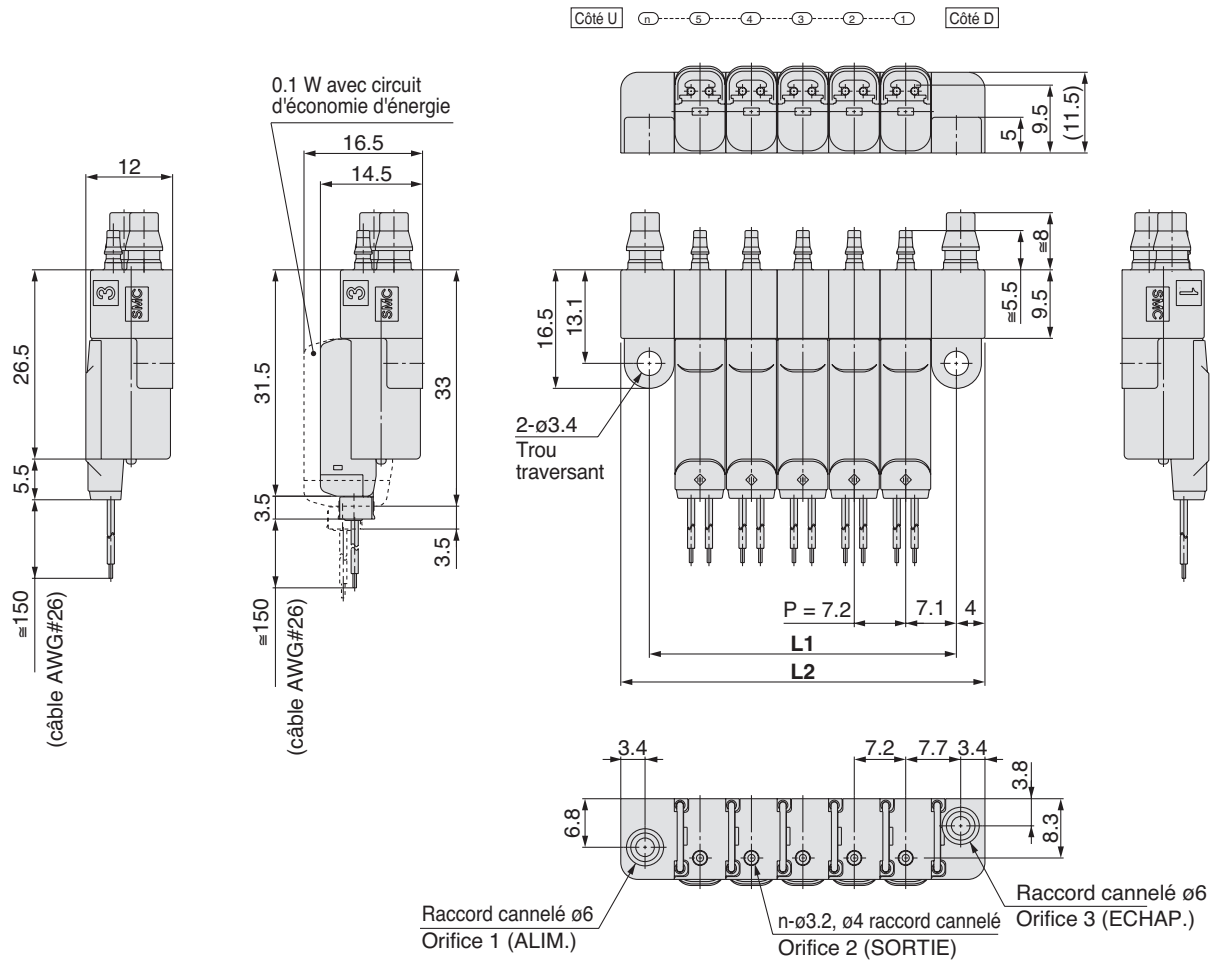 Côté U n 5 4 3 2 1 Côté D
0.1 W avec circuit
d'économie d'énergie
5
9.5
(11.5)
16.5
14.5
12
3
SMC
26.5
5.5
≅150
(câble AWG#26)
3
SMC
31.5
33
3.5
3.5
≅150
(câble AWG#26)
≅8
≅5.5
9.5
16.5
13.1
2-ø3.4
Trou
traversant
P = 7.2
7.1
4
L1
L2
1
SMC
3.4
7.2
7.7
3.4
3.8
8.3
6.8
Raccord cannelé ø6
Orifice 1 (ALIM.)
n-ø3.2, ø4 raccord cannelé
Orifice 2 (SORTIE)
Raccord cannelé ø6
Orifice 3 (ECHAP.)